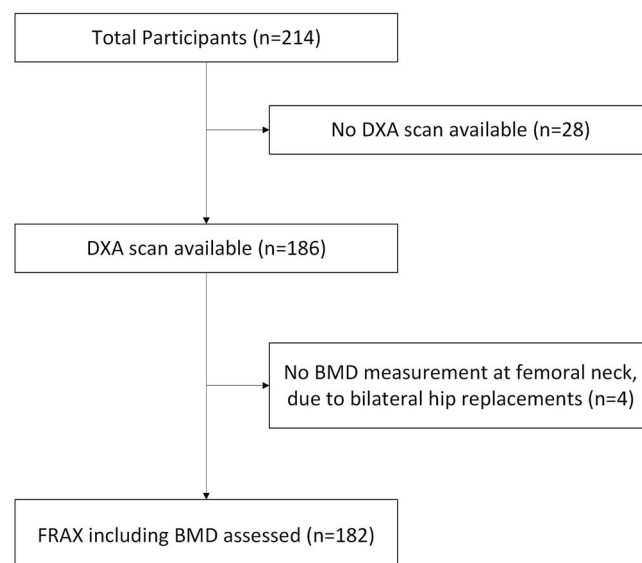 Total Participants (n=214)
No DXA scan available (n=28)
DXA scan available (n=186)
No BMD measurement at femoral neck,
due to bilateral hip replacements (n=4)
FRAX including BMD assessed (n=182)